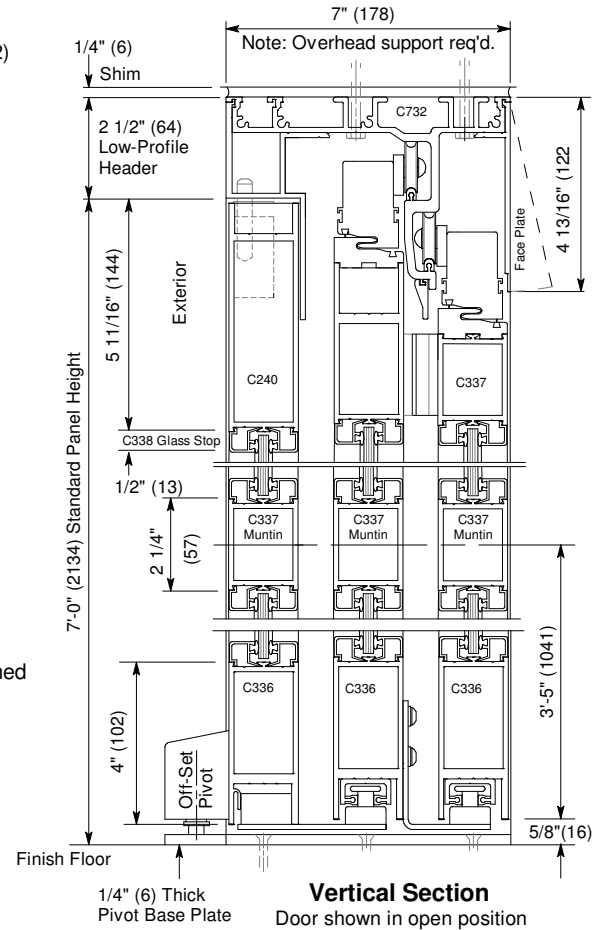 2)
7" (178)
Note: Overhead support req'd.
1/4" (6)
Shim
C732
2 1/2" (64)
Low-Profile
Header
4 13/16" (122
Face Plate
5 11/16" (144)
Exterior
C240
C337
C338 Glass Stop
1/2" (13)
7'-0" (2134) Standard Panel Height
2 1/4"
(57)
C337
Muntin
C337
Muntin
C337
Muntin
3'-5" (1041)
ned
4" (102)
C336
C336
C336
Off-Set
Pivot
5/8"(16)
Finish Floor
1/4" (6) Thick
Pivot Base Plate
Vertical Section
Door shown in open position